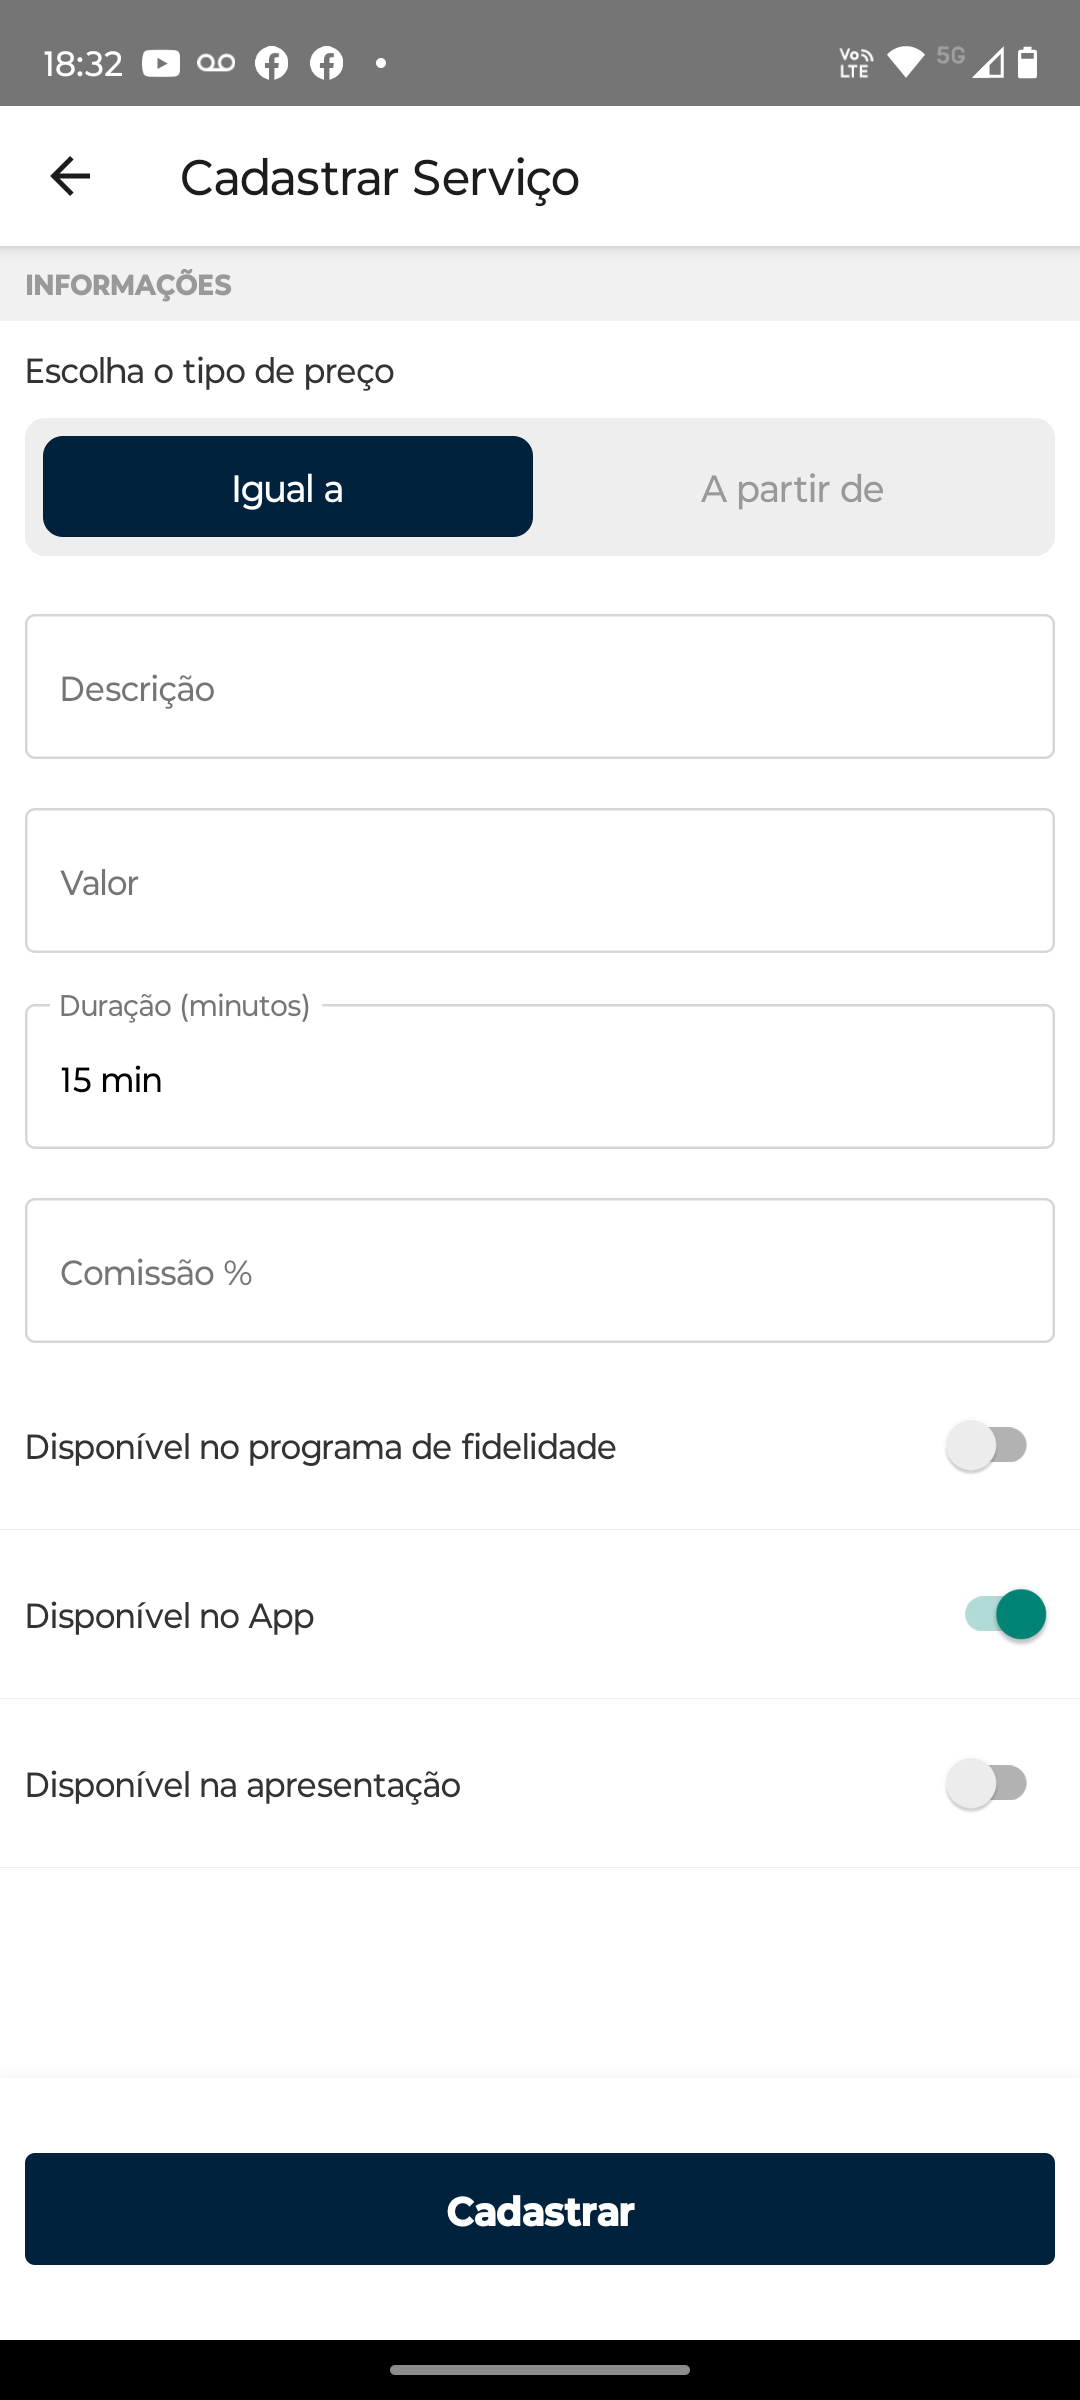 18:32
Vo LTE 5G
Cadastrar Serviço
INFORMAÇÕES
Escolha o tipo de preço
Igual a
A partir de
Descrição
Valor
Duração (minutos)
15 min
Comissão %
Disponível no programa de fidelidade
Disponível no App
Disponível na apresentação
Cadastrar